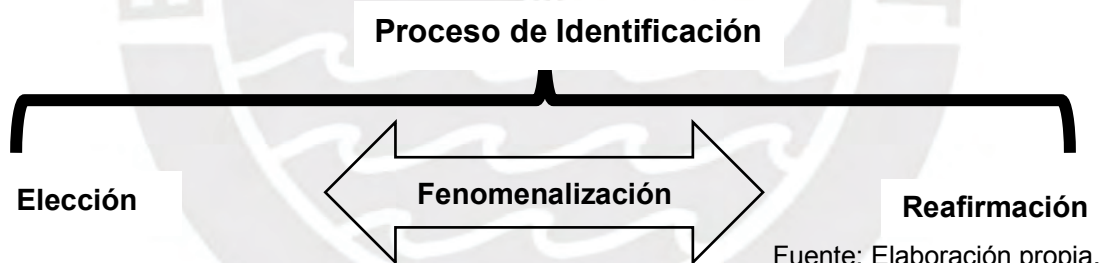 Proceso de Identificación
Elección
Fenomenalización
Reafirmación
Fuente: Elaboración propia.